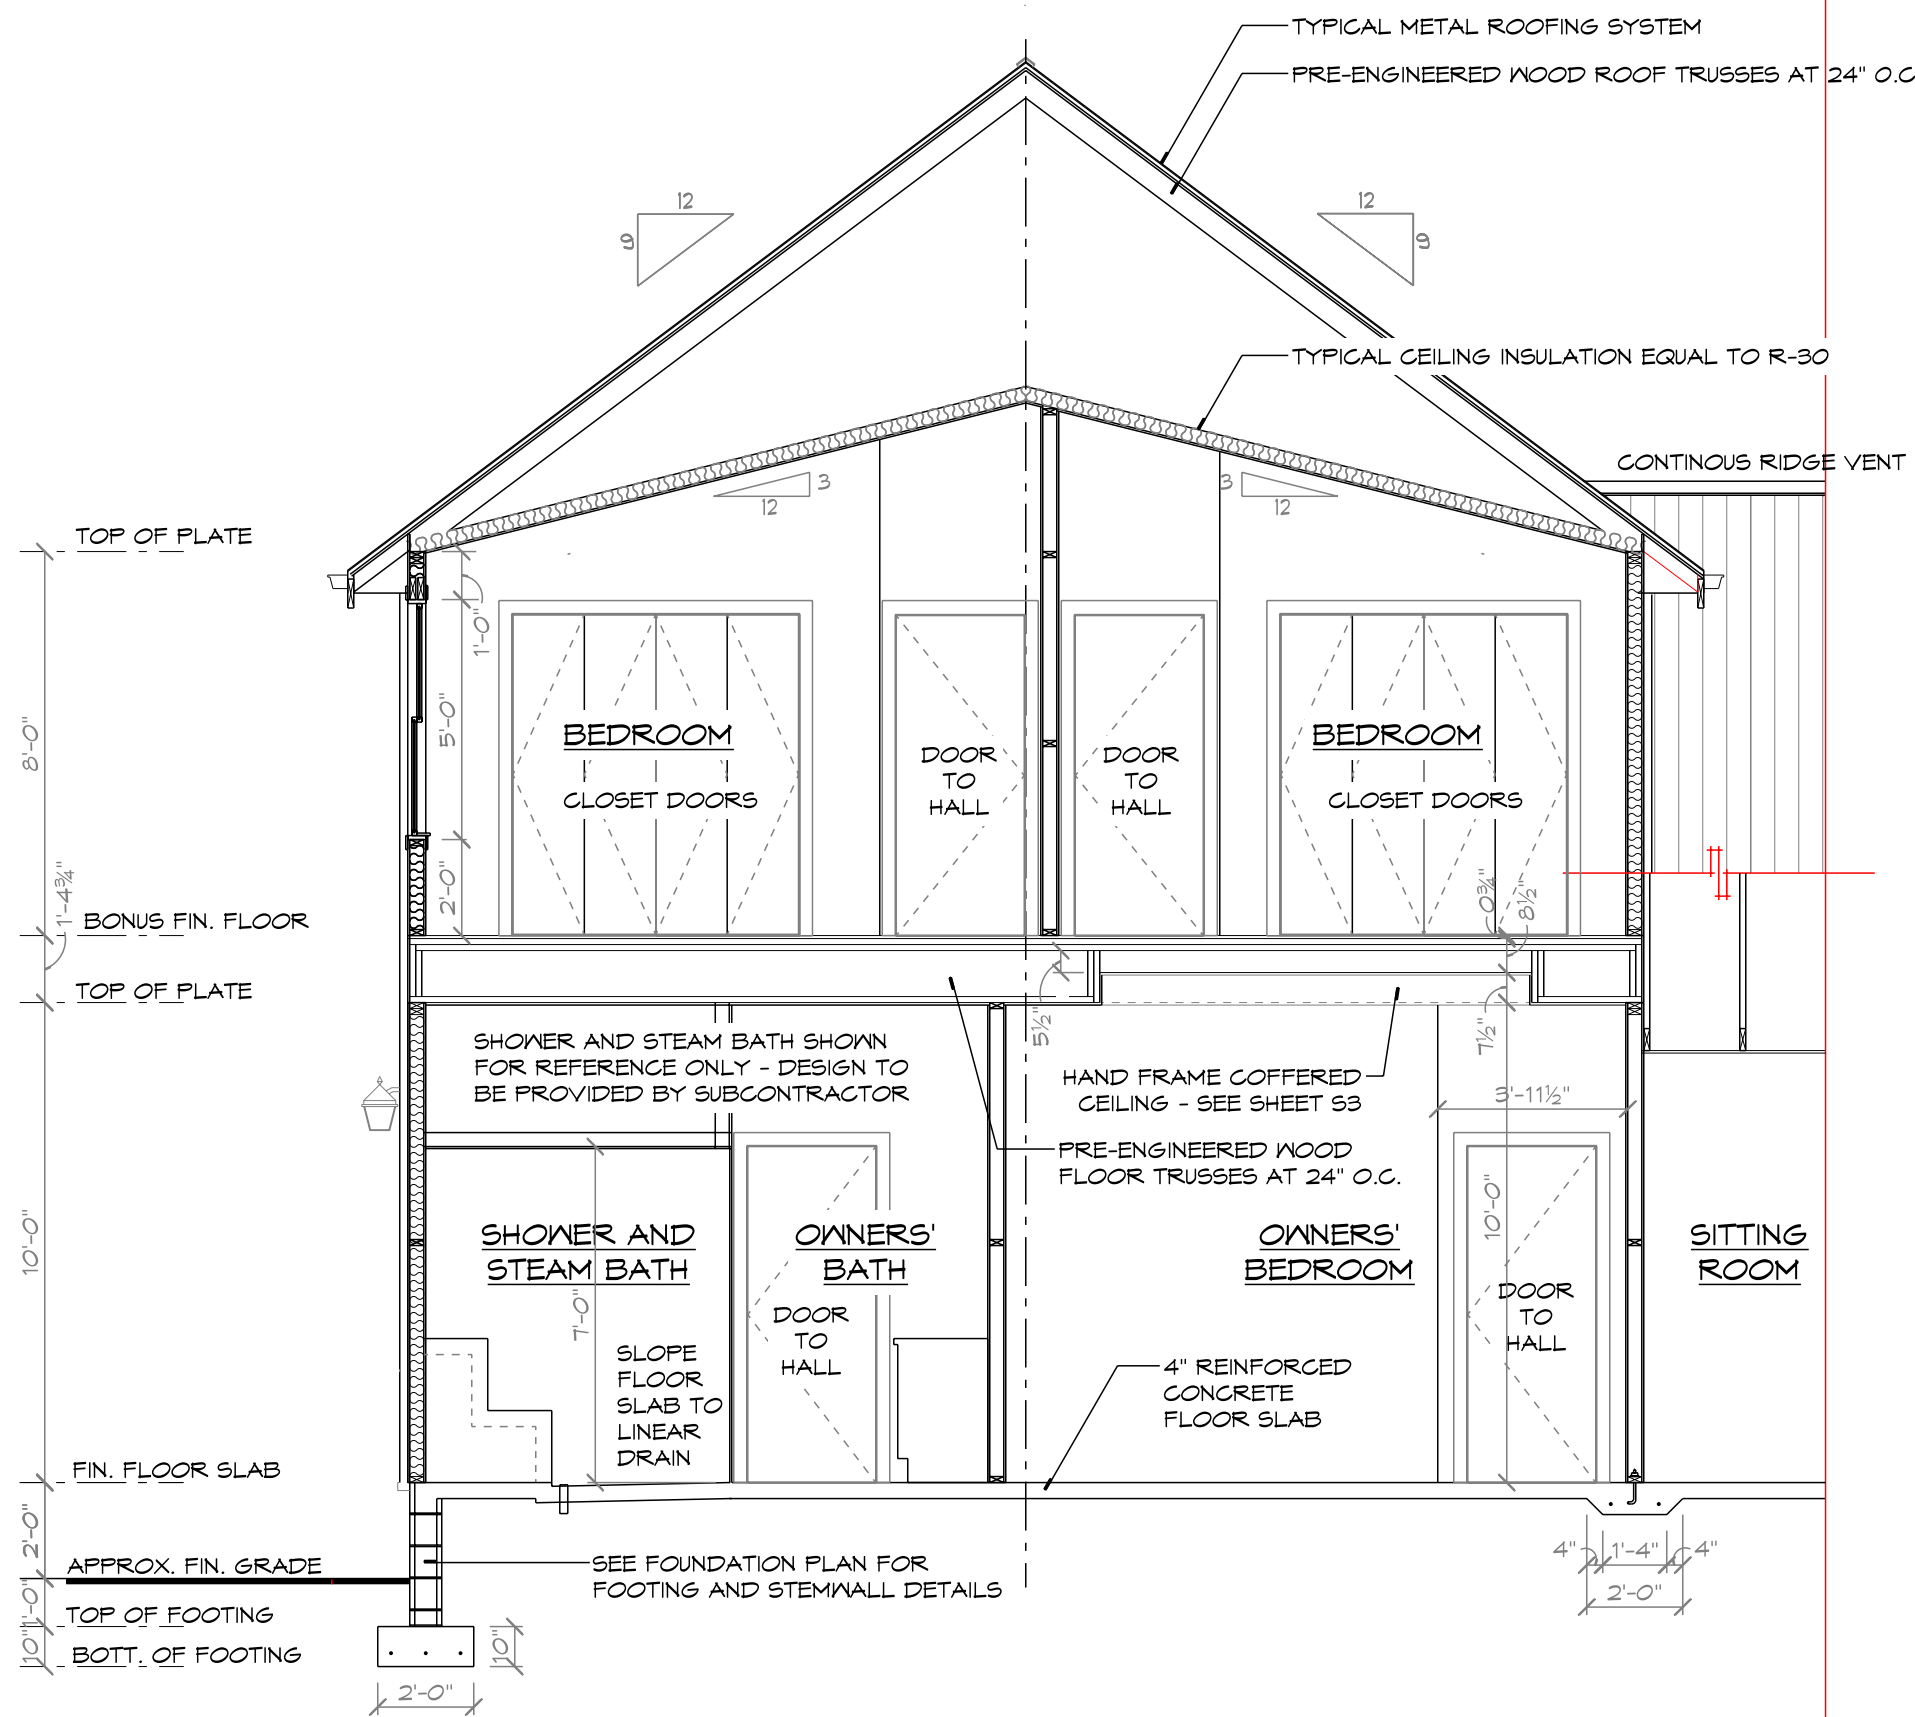 TYPICAL METAL ROOFING SYSTEM
PRE-ENGINEERED WOOD ROOF TRUSSES AT 24" O.C
12
9
12
9
TYPICAL CEILING INSULATION EQUAL TO R-30
CONTINOUS RIDGE VENT
3
12
3
12
TOP OF PLATE
1'-0"
8'-0"
5'-0"
BEDROOM
CLOSET DOORS
DOOR
TO
HALL
DOOR
TO
HALL
BEDROOM
CLOSET DOORS
2'-0"
1'-4¾"
0¾"
8½"
BONUS FIN. FLOOR
TOP OF PLATE
5½"
7½"
SHOWER AND STEAM BATH SHOWN
FOR REFERENCE ONLY - DESIGN TO
BE PROVIDED BY SUBCONTRACTOR
HAND FRAME COFFERED
CEILING - SEE SHEET S3
3'-11½"
PRE-ENGINEERED WOOD
FLOOR TRUSSES AT 24" O.C.
10'-0"
10'-0"
SHOWER AND
STEAM BATH
OWNERS'
BATH
OWNERS'
BEDROOM
SITTING
ROOM
7'-0"
DOOR
TO
HALL
DOOR
TO
HALL
SLOPE
FLOOR
SLAB TO
LINEAR
DRAIN
4" REINFORCED
CONCRETE
FLOOR SLAB
FIN. FLOOR SLAB
2'-0"
APPROX. FIN. GRADE
SEE FOUNDATION PLAN FOR
FOOTING AND STEMWALL DETAILS
4"
1'-4"
4"
2'-0"
1'-0"
TOP OF FOOTING
10"
BOTT. OF FOOTING
10"
2'-0"